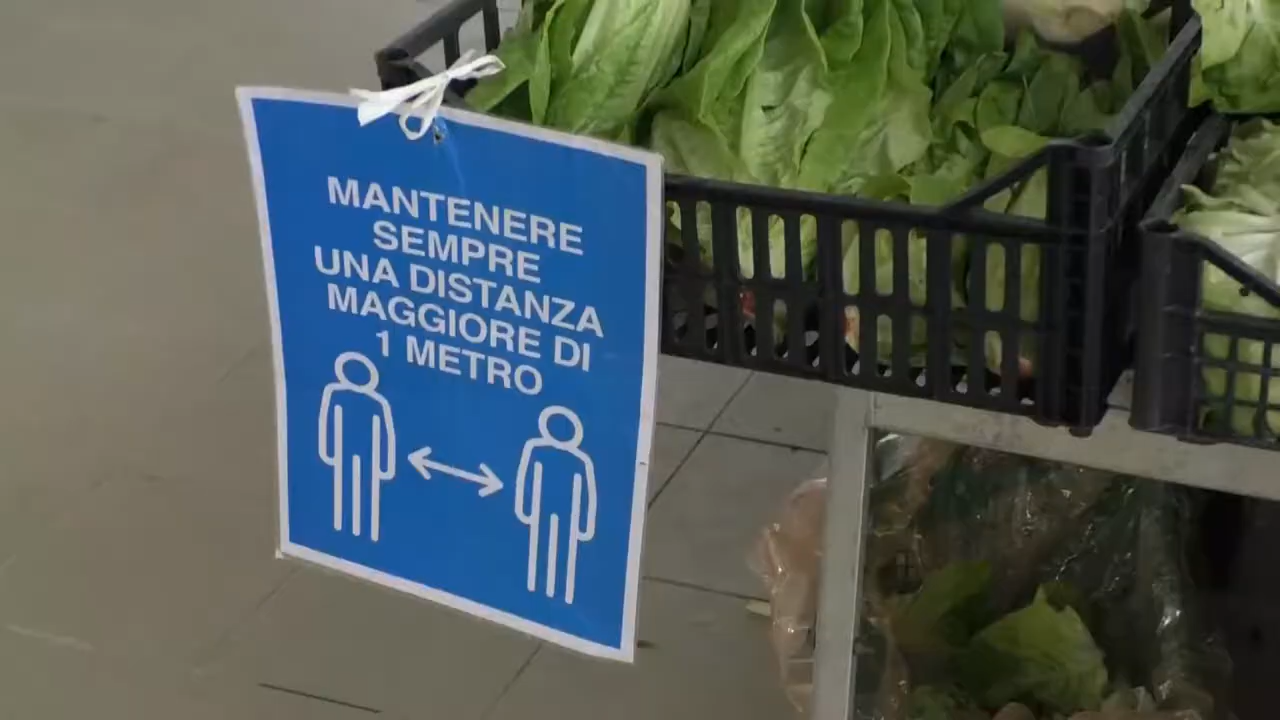 MANTENERE
SEMPRE
UNA DISTANZA
MAGGIORE DI
1 METRO